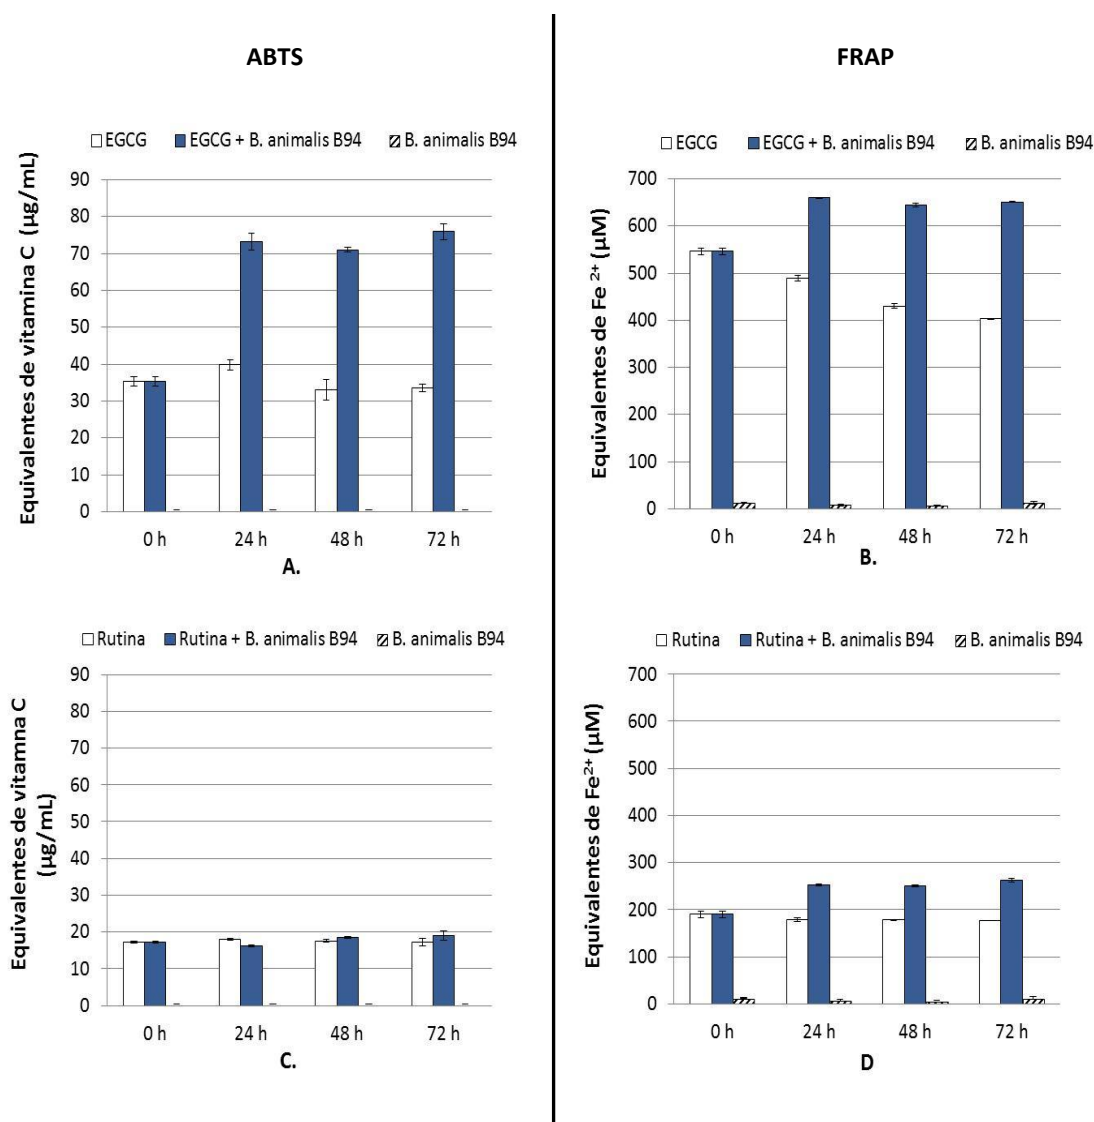 ABTS
FRAP
EGCG EGCG + B. animalis B94 B. animalis B94
Equivalentes de vitamina C (µg/mL)
90
80
70
60
50
40
30
20
10
0
0 h 24 h 48 h 72 h
A.
EGCG EGCG + B. animalis B94 B. animalis B94
Equivalentes de Fe 2+ (µM)
700
600
500
400
300
200
100
0
0 h 24 h 48 h 72 h
B.
Rutina Rutina + B. animalis B94 B. animalis B94
Equivalentes de vitamna C
(µg/mL)
90
80
70
60
50
40
30
20
10
0
0 h 24 h 48 h 72 h
C.
Rutina Rutina + B. animalis B94 B. animalis B94
Equivalentes de Fe2+ (µM)
700
600
500
400
300
200
100
0
0 h 24 h 48 h 72 h
D